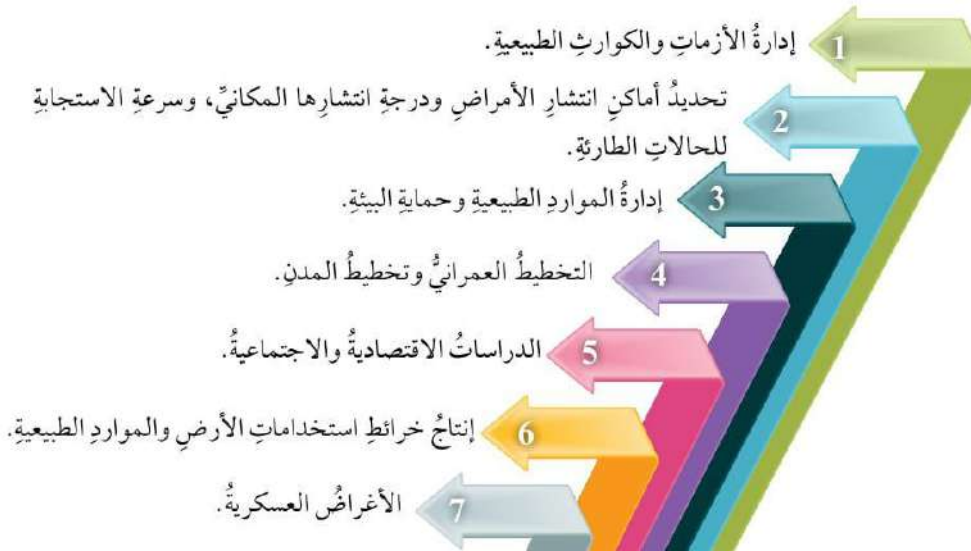 1 إدارةُ الأزماتِ والكوارثِ الطبيعيةِ.
2 تحديدُ أماكنِ انتشارِ الأمراضِ ودرجةِ انتشارِها المكانيِّ، وسرعةِ الاستجابةِ
للحالاتِ الطارئةِ.
3 إدارةُ المواردِ الطبيعيةِ وحمايةِ البيئةِ.
4 التخطيطُ العمرانيُّ وتخطيطُ المدنِ.
5 الدراساتُ الاقتصاديةُ والاجتماعيةُ.
6 إنتاجُ خرائطِ استخداماتِ الأرضِ والمواردِ الطبيعيةِ.
7 الأغراضُ العسكريةُ.